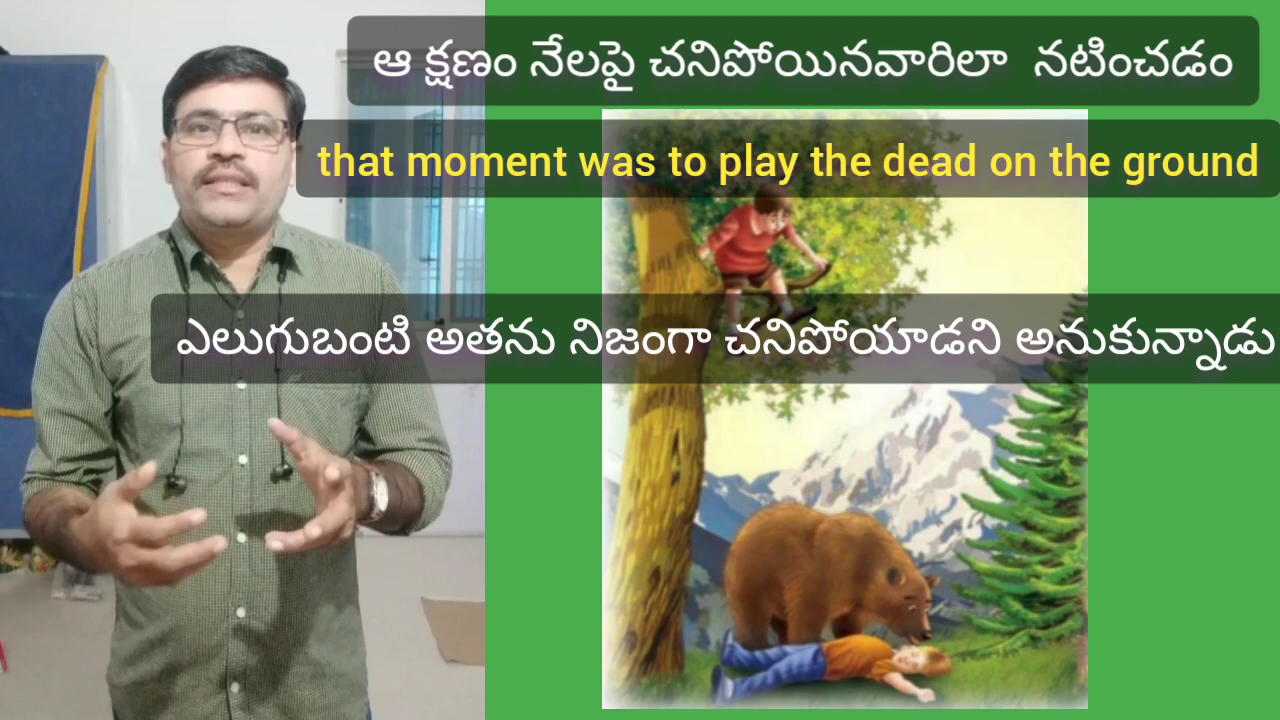 ఆ క్షణం నేలపై చనిపోయినవారిలా నటించడం
that moment was to play the dead on the ground
ఎలుగుబంటి అతను నిజంగా చనిపోయాడని అనుకున్నాడు